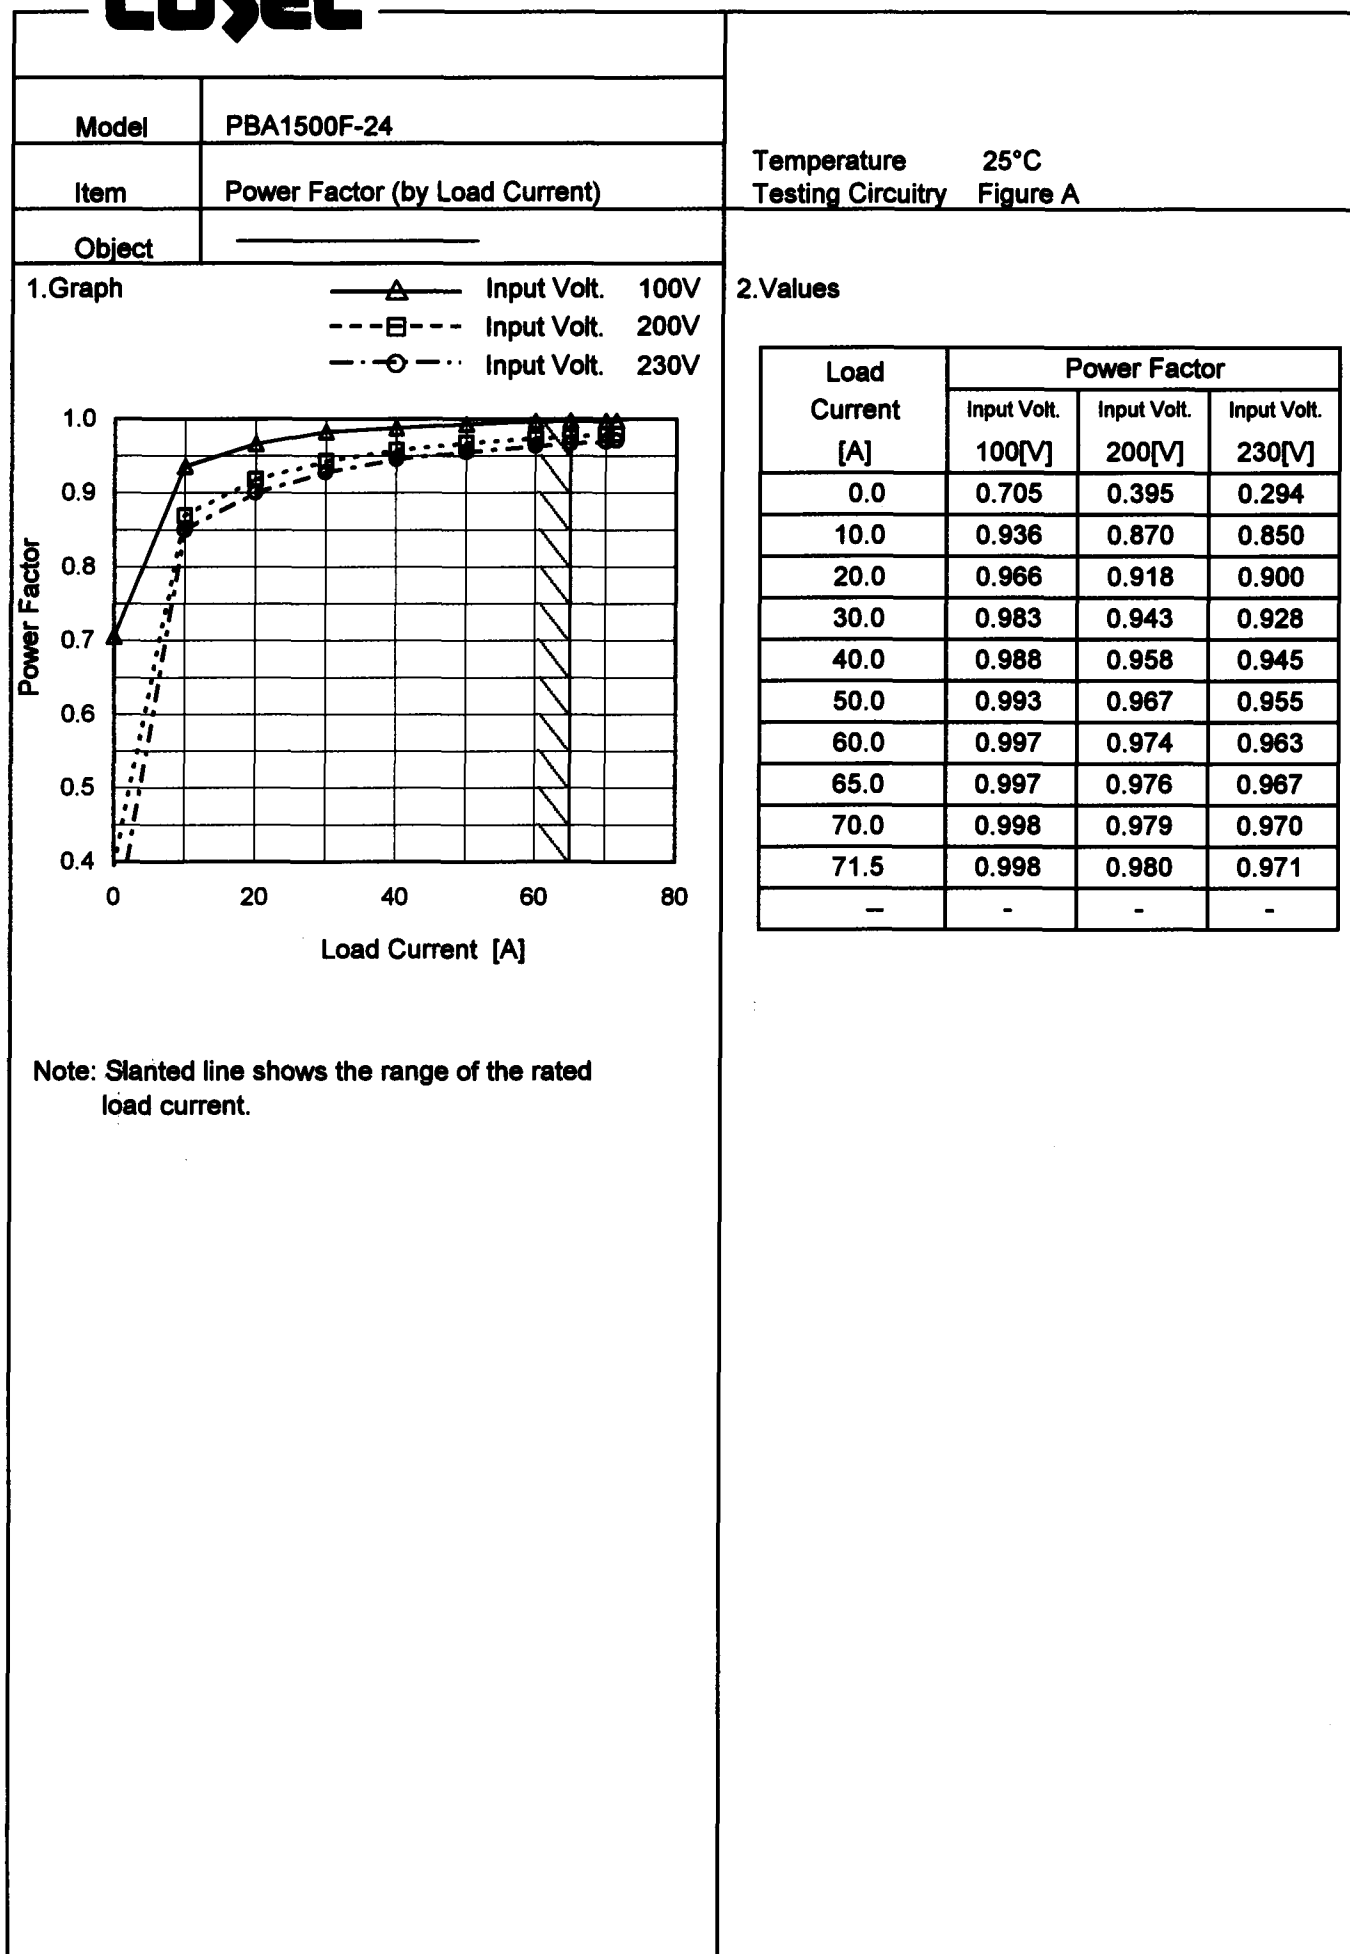 COSEL
Model PBA1500F-24
Item Power Factor (by Load Current)
Object
Temperature 25°C
Testing Circuitry Figure A
1.Graph
Input Volt. 100V
Input Volt. 200V
Input Volt. 230V
1.0
0.9
0.8
0.7
0.6
0.5
0.4
Power Factor
0 20 40 60 80
Load Current [A]
Note: Slanted line shows the range of the rated
load current.
2.Values
Load Current [A] Power Factor
Input Volt. 100[V] Input Volt. 200[V] Input Volt. 230[V]
0.0 0.705 0.395 0.294
10.0 0.936 0.870 0.850
20.0 0.966 0.918 0.900
30.0 0.983 0.943 0.928
40.0 0.988 0.958 0.945
50.0 0.993 0.967 0.955
60.0 0.997 0.974 0.963
65.0 0.997 0.976 0.967
70.0 0.998 0.979 0.970
71.5 0.998 0.980 0.971
-- - - -